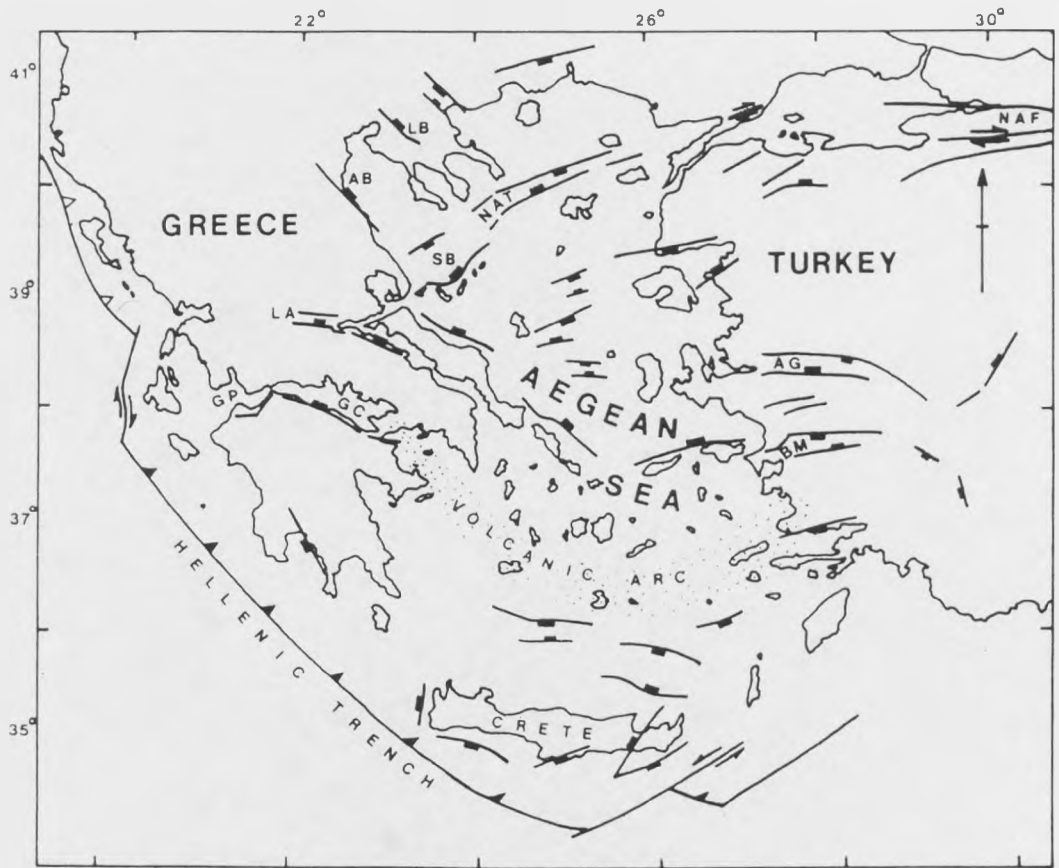 22°
26°
30°
41°
NAF
LB
AB
NAT
GREECE
SB
TURKEY
39°
LA
AG
AEGEAN
GP
GC
BM
SEA
37°
VOLCANIC ARC
HELLENIC TRENCH
35°
CRETE